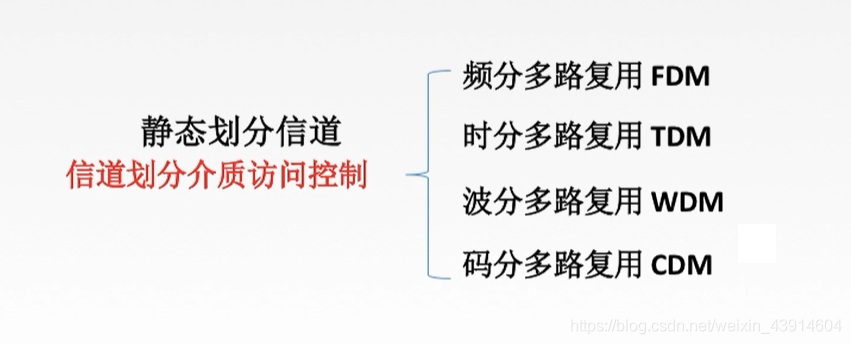 静态划分信道
信道划分介质访问控制
频分多路复用 FDM
时分多路复用 TDM
波分多路复用 WDM
码分多路复用 CDM
https://blog.csdn.net/weixin_43914604